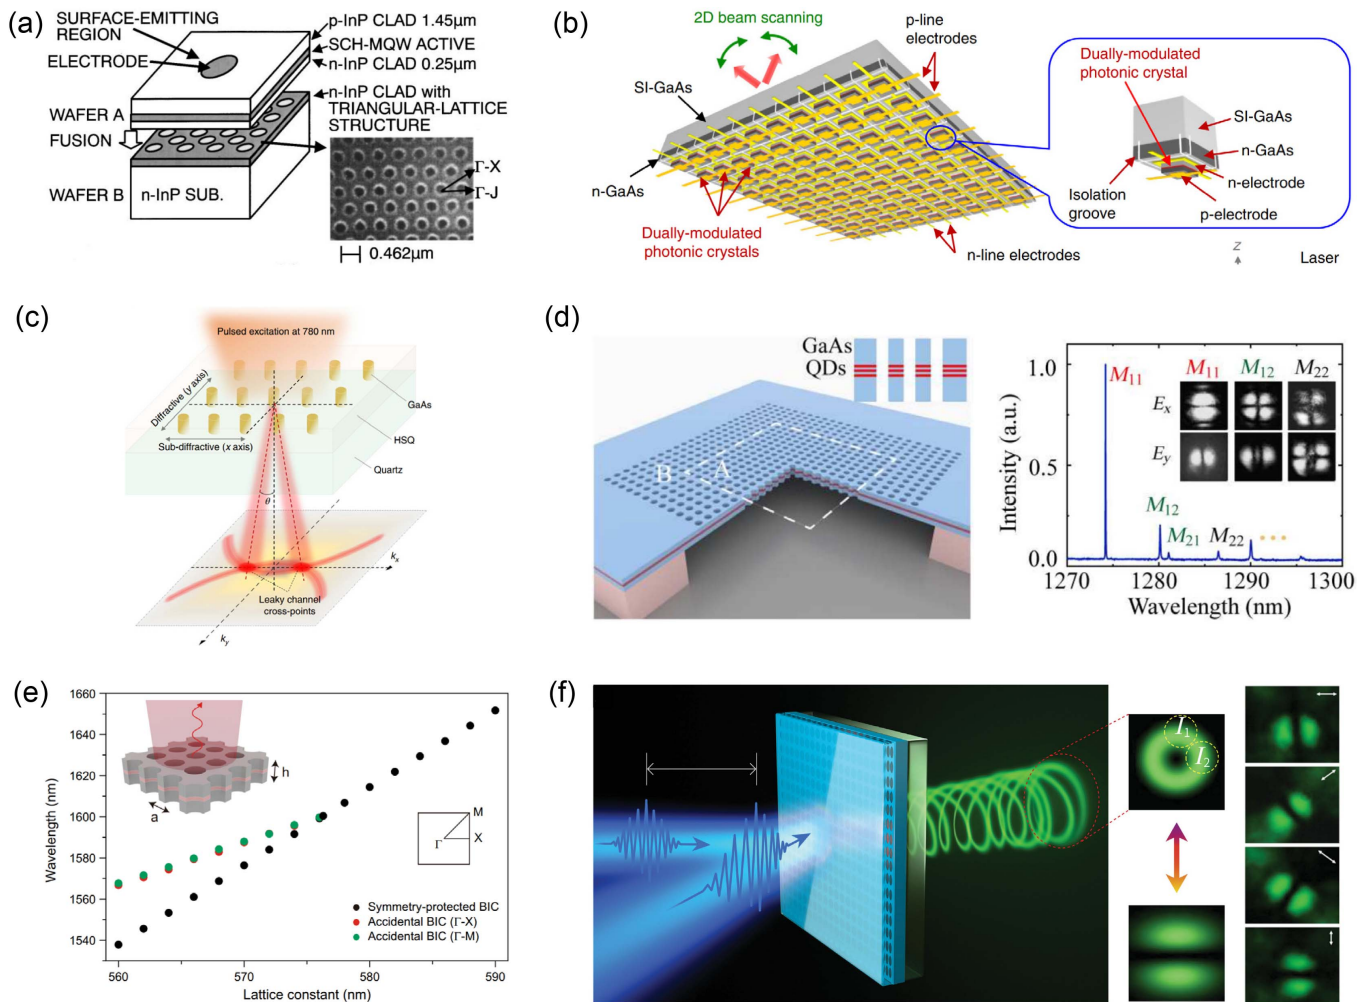 (a)
SURFACE-EMITTING
REGION
ELECTRODE
p-InP CLAD 1.45μm
SCH-MQW ACTIVE
n-InP CLAD 0.25μm
n-InP CLAD with
TRIANGULAR-LATTICE
STRUCTURE
WAFER A
FUSION
WAFER B
n-InP SUB.
Γ-X
Γ-J
0.462μm
(b)
2D beam scanning
p-line
electrodes
SI-GaAs
n-GaAs
Dually-modulated
photonic crystals
n-line electrodes
Dually-modulated
photonic crystal
SI-GaAs
n-GaAs
n-electrode
p-electrode
Isolation
groove
z
Laser
(c)
Pulsed excitation at 780 nm
Diffractive (y axis)
Sub-diffractive (x axis)
GaAs
HSQ
Quartz
θ
kx
Leaky channel
cross-points
ky
(d)
GaAs
QDs
B
A
Intensity (a.u.)
1.0
0.5
0.0
M11
M11 M12 M22
Ex
Ey
M12
M21
M22
1270 1280 1290 1300
Wavelength (nm)
(e)
Wavelength (nm)
1660
1640
1620
1600
1580
1560
1540
h
a
M
X
Γ
Symmetry-protected BIC
Accidental BIC (Γ-X)
Accidental BIC (Γ-M)
560 570 580 590
Lattice constant (nm)
(f)
I1
I2